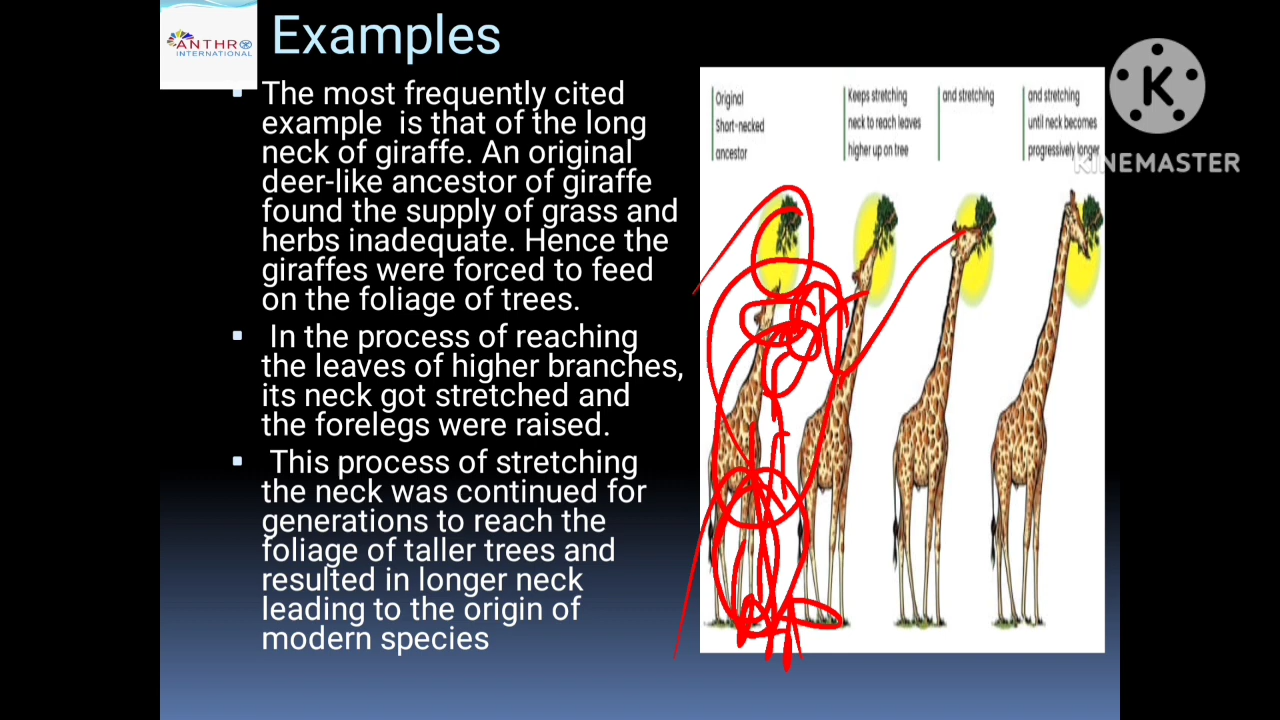 ANTHR
INTERNATIONAL
Examples
The most frequently cited
example is that of the long
neck of giraffe. An original
deer-like ancestor of giraffe
found the supply of grass and
herbs inadequate. Hence the
giraffes were forced to feed
on the foliage of trees.
In the process of reaching
the leaves of higher branches,
its neck got stretched and
the forelegs were raised.
This process of stretching
the neck was continued for
generations to reach the
foliage of taller trees and
resulted in longer neck
leading to the origin of
modern species
Original
Short-necked
ancestor
Keeps stretching
neck to reach leaves
higher up on tree
and stretching
and stretching
until neck becomes
progressively longer
K
KINEMASTER